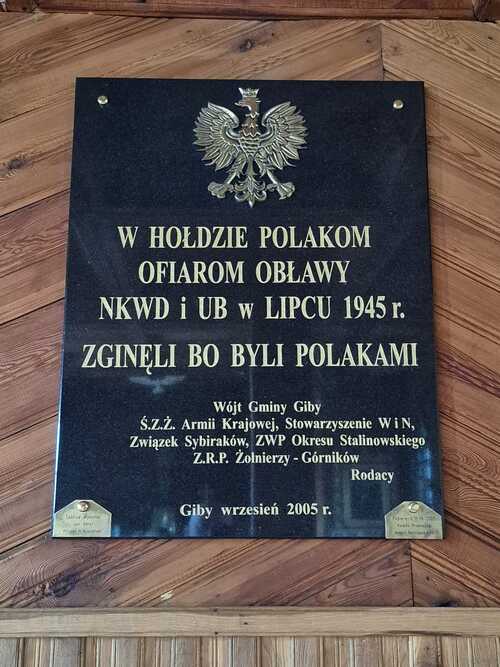 W HOŁDZIE POLAKOM
OFIAROM OBŁAWY
NKWD i UB w LIPCU 1945 r.
ZGINĘLI BO BYLI POLAKAMI
Wójt Gminy Giby
Ś.Z.Ż. Armii Krajowej, Stowarzyszenie W i N,
Związek Sybiraków, ZWP Okresu Stalinowskiego
Z.R.P. Żołnierzy - Górników
Rodacy
Giby wrzesień 2005 r.